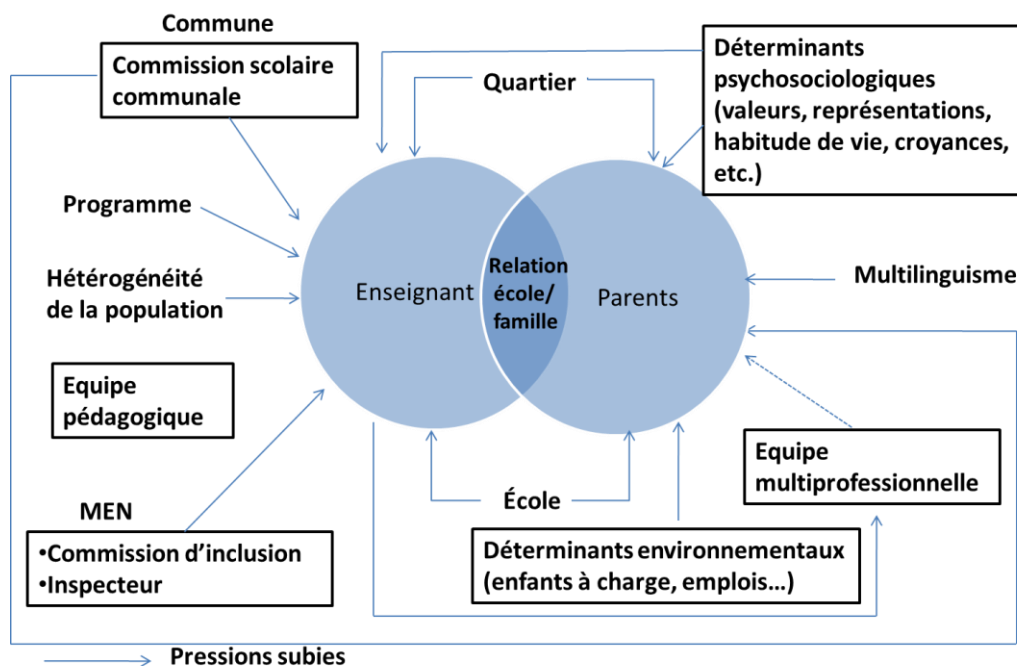 Commune
Commission scolaire
communale
Quartier
Déterminants
psychosociologiques
(valeurs, représentations,
habitude de vie, croyances,
etc.)
Programme
Hétérogénéité
de la population
Enseignant
Relation
école/
famille
Parents
Multilinguisme
Equipe
pédagogique
Equipe
multiprofessionnelle
MEN
•Commission d’inclusion
•Inspecteur
École
Déterminants environnementaux
(enfants à charge, emplois…)
Pressions subies